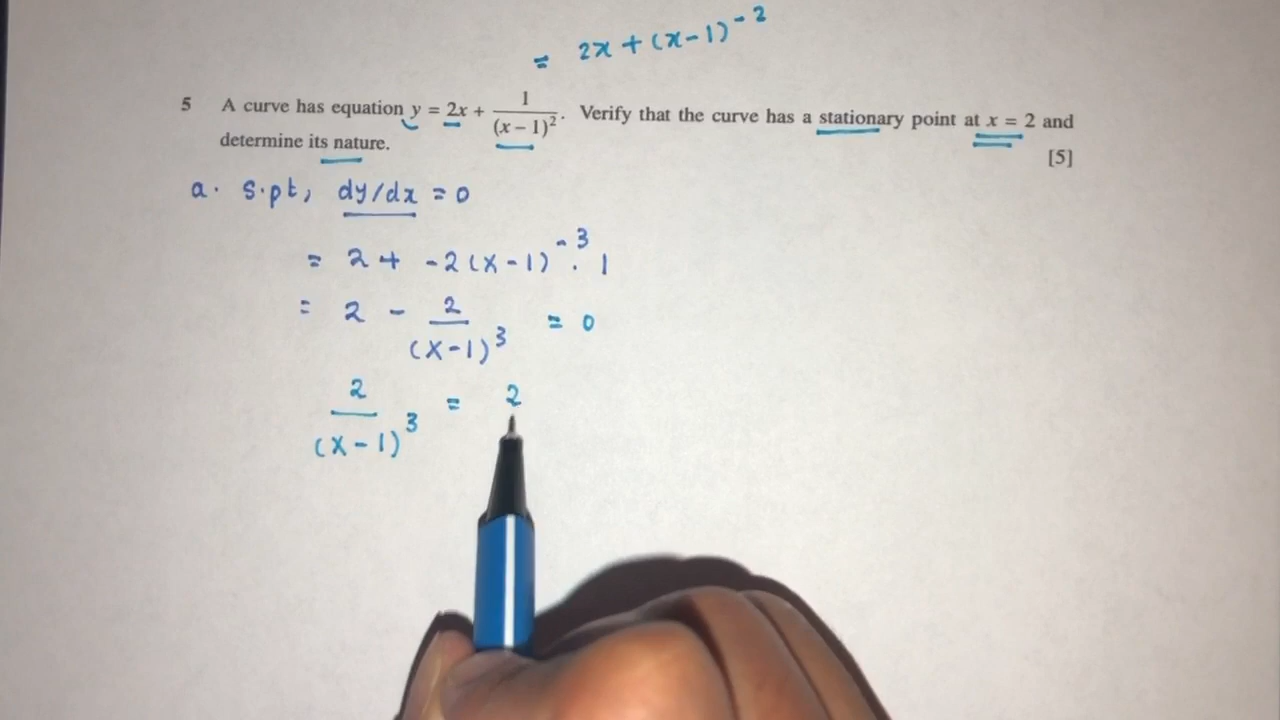 = 2x + (x-1)^-2
5 A curve has equation y = 2x + 1/(x − 1)². Verify that the curve has a stationary point at x = 2 and
determine its nature. [5]
a. s.pt, dy/dx = 0
= 2 + -2(x-1)^-3 . 1
= 2 - 2/(x-1)^3 = 0
2/(x-1)^3 = 2